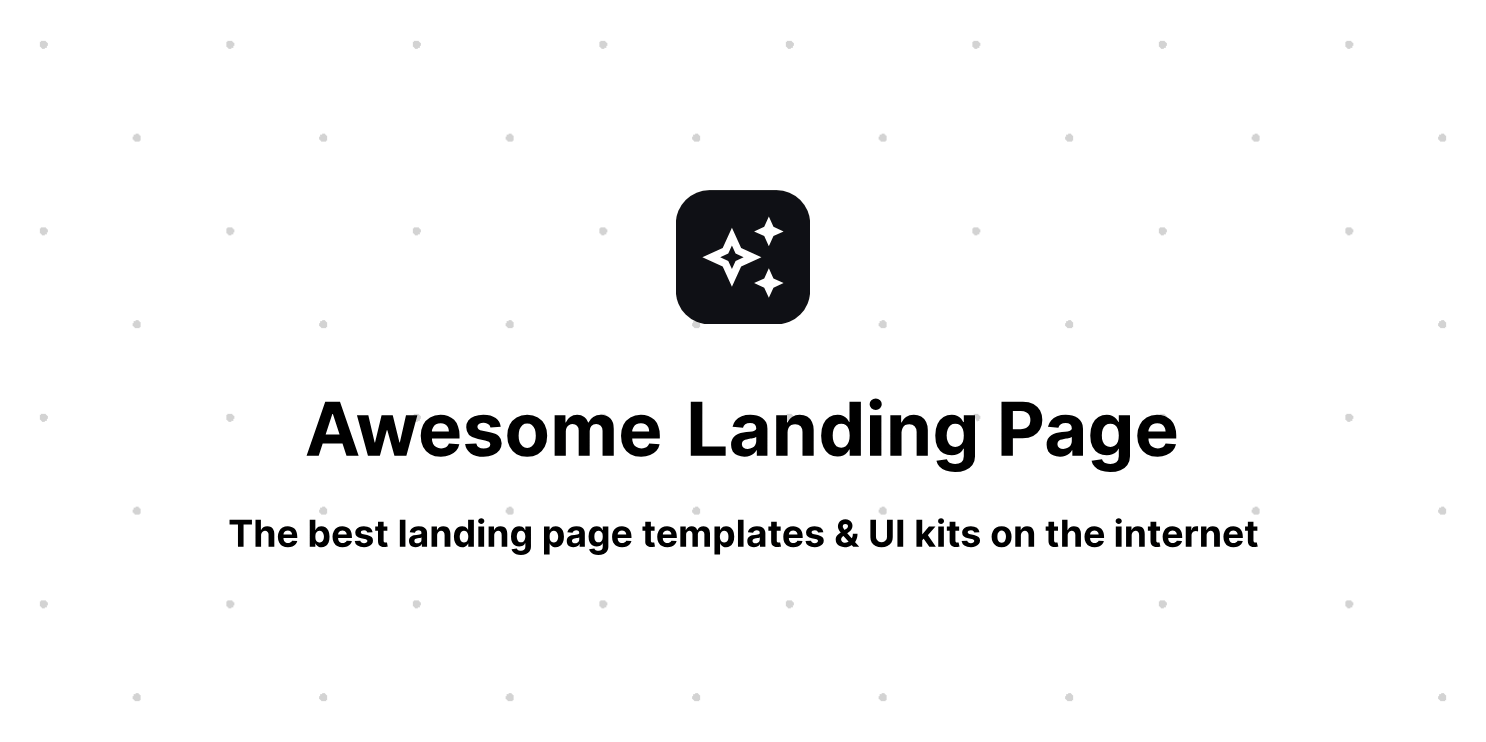 Awesome Landing Page
The best landing page templates & UI kits on the internet